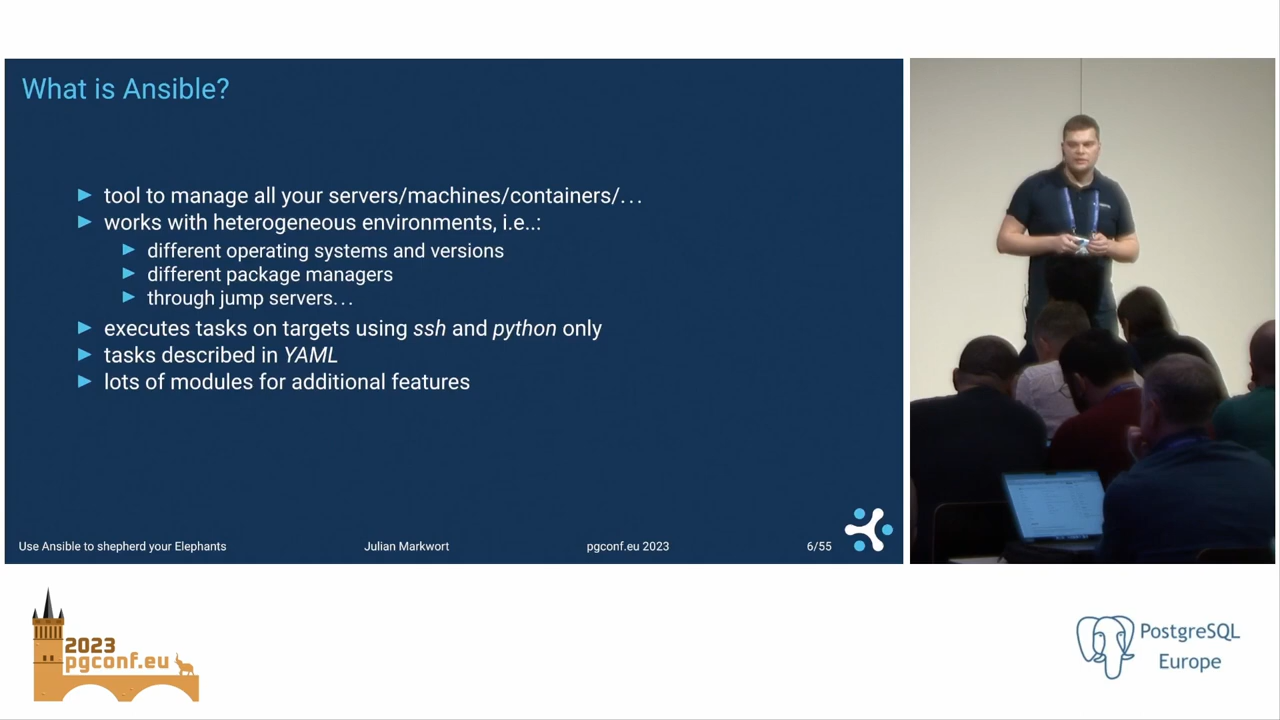 What is Ansible?
tool to manage all your servers/machines/containers/...
works with heterogeneous environments, i.e..:
different operating systems and versions
different package managers
through jump servers...
executes tasks on targets using ssh and python only
tasks described in YAML
lots of modules for additional features
Use Ansible to shepherd your Elephants
Julian Markwort
pgconf.eu 2023
6/55
2023
pgconf.eu
PostgreSQL
Europe